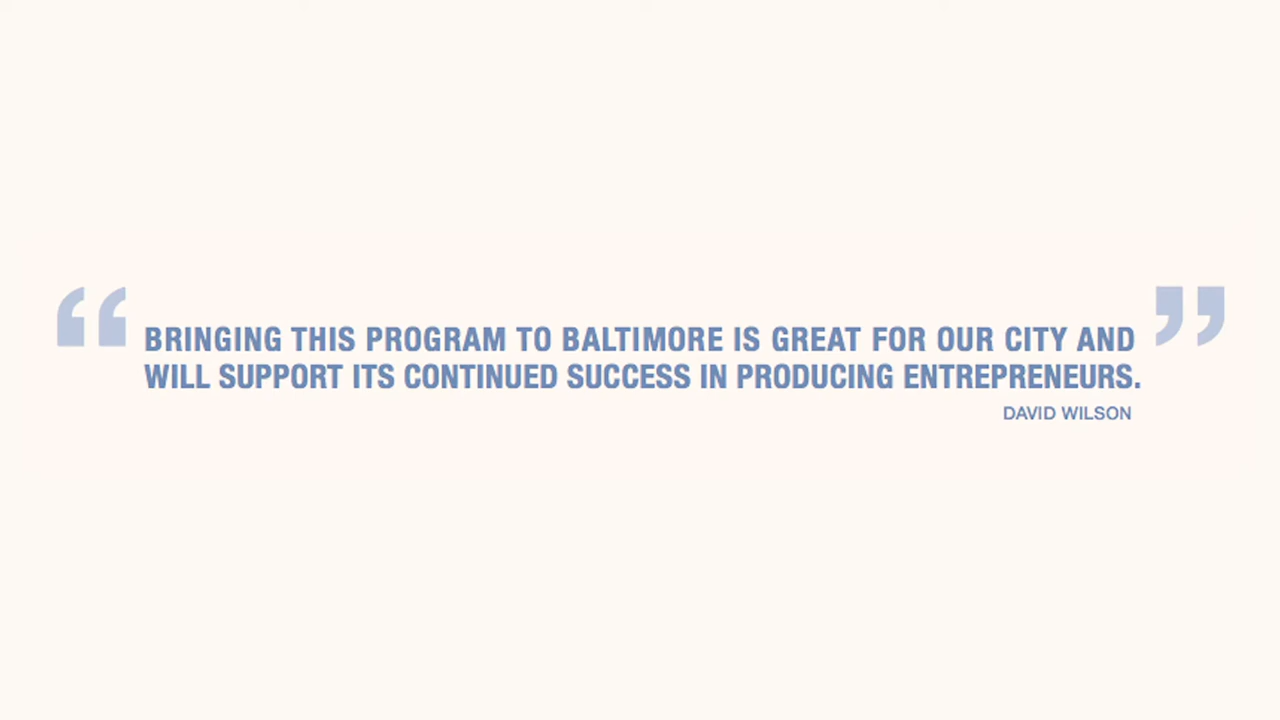 “BRINGING THIS PROGRAM TO BALTIMORE IS GREAT FOR OUR CITY AND
WILL SUPPORT ITS CONTINUED SUCCESS IN PRODUCING ENTREPRENEURS.”
DAVID WILSON